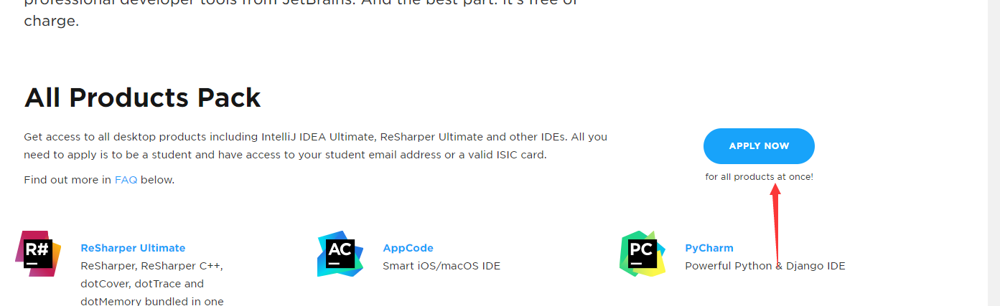 professional developer tools from JetBrains. And the best part: it's free of
charge.
All Products Pack
Get access to all desktop products including IntelliJ IDEA Ultimate, ReSharper Ultimate and other IDEs. All you
need to apply is to be a student and have access to your student email address or a valid ISIC card.
Find out more in FAQ below.
APPLY NOW
for all products at once!
R#
ReSharper Ultimate
ReSharper, ReSharper C++,
dotCover, dotTrace and
dotMemory bundled in one
AC
AppCode
Smart iOS/macOS IDE
PC
PyCharm
Powerful Python & Django IDE